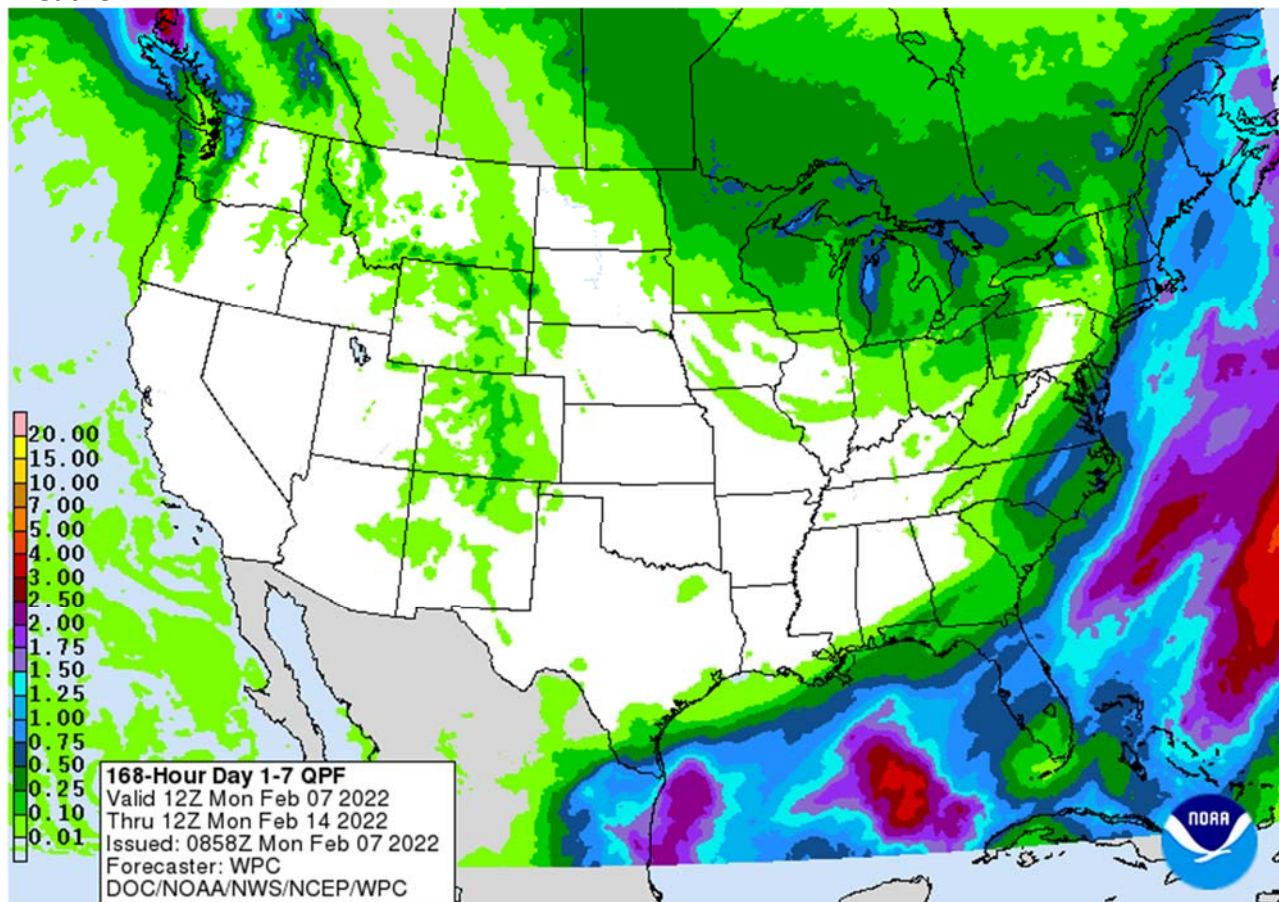 20.00
15.00
10.00
7.00
5.00
4.00
3.00
2.50
2.00
1.75
1.50
1.25
1.00
0.75
0.50
0.25
0.10
0.01
168-Hour Day 1-7 QPF
Valid 12Z Mon Feb 07 2022
Thru 12Z Mon Feb 14 2022
Issued: 0858Z Mon Feb 07 2022
Forecaster: WPC
DOC/NOAA/NWS/NCEP/WPC
NOAA